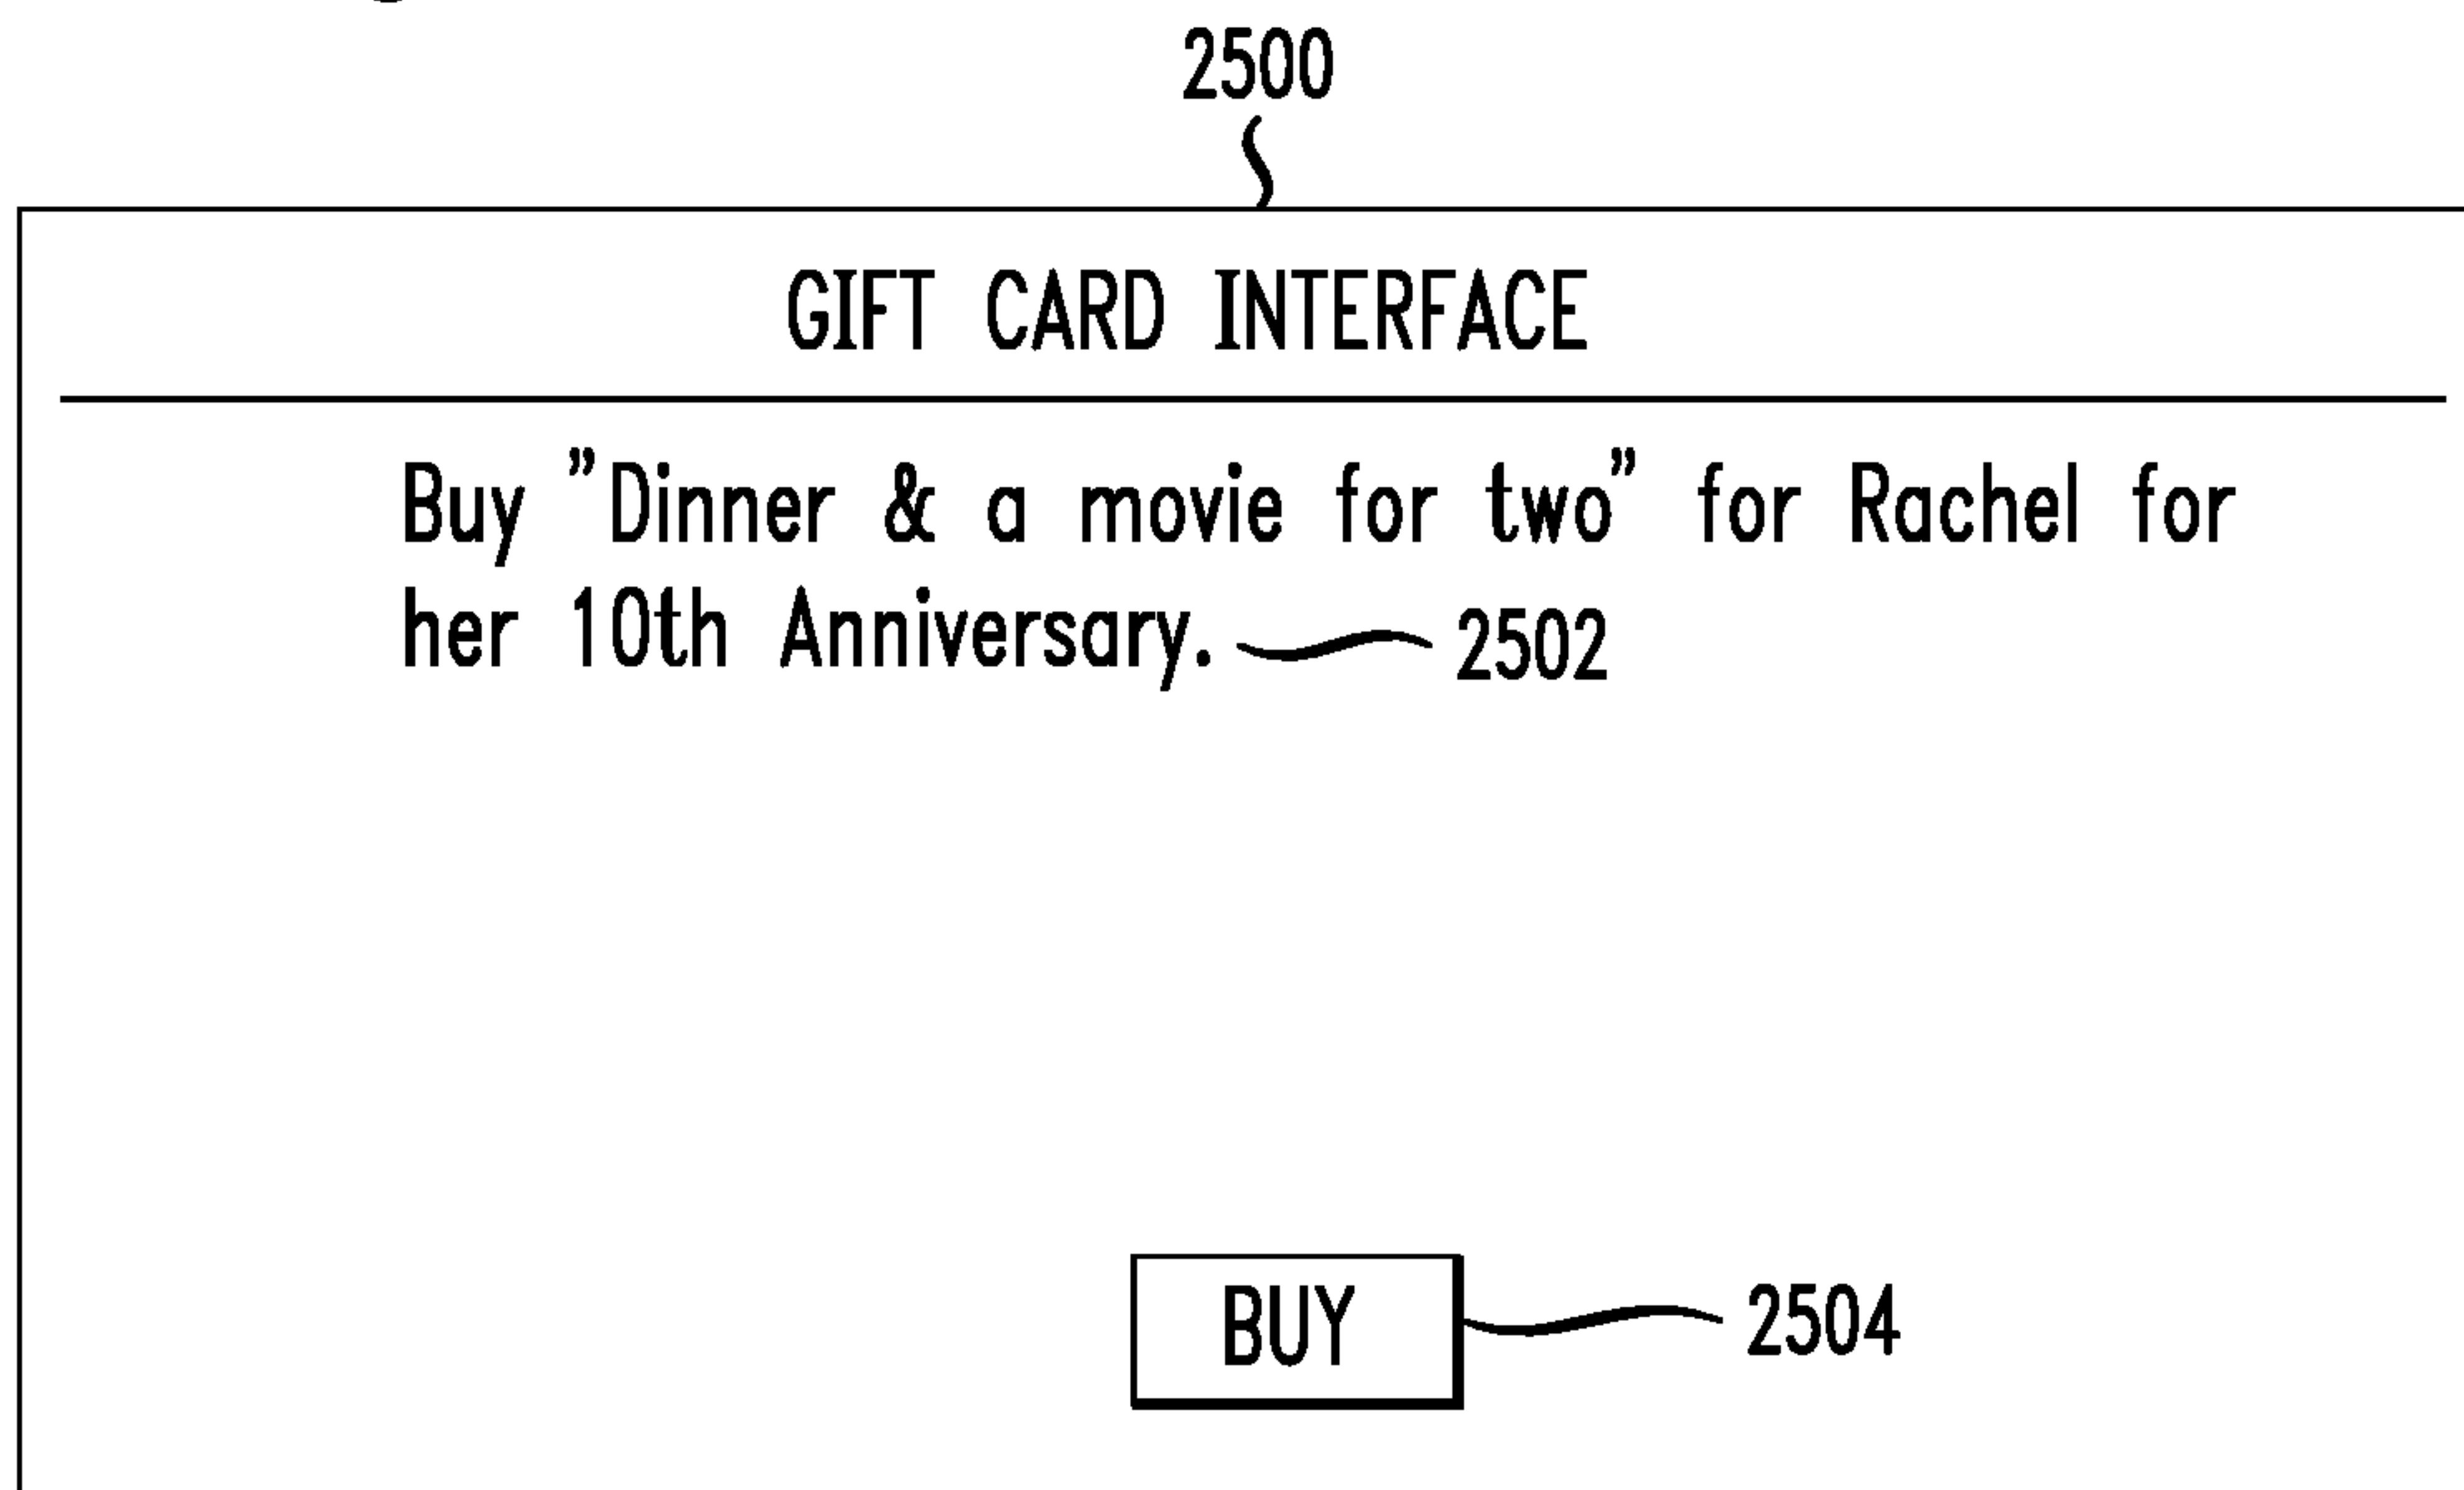 2500
GIFT CARD INTERFACE
Buy ”Dinner & a movie for two” for Rachel for
her 10th Anniversary. 2502
BUY 2504